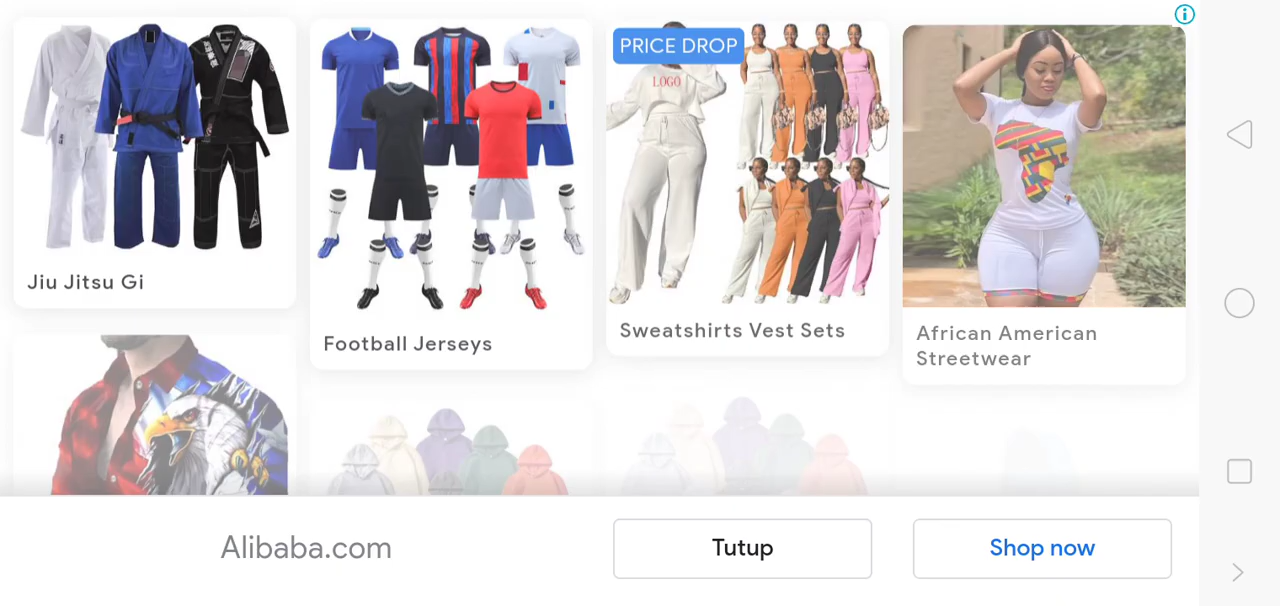 PRICE DROP
LOGO
Jiu Jitsu Gi
Football Jerseys
Sweatshirts Vest Sets
African American
Streetwear
Alibaba.com
Tutup
Shop now